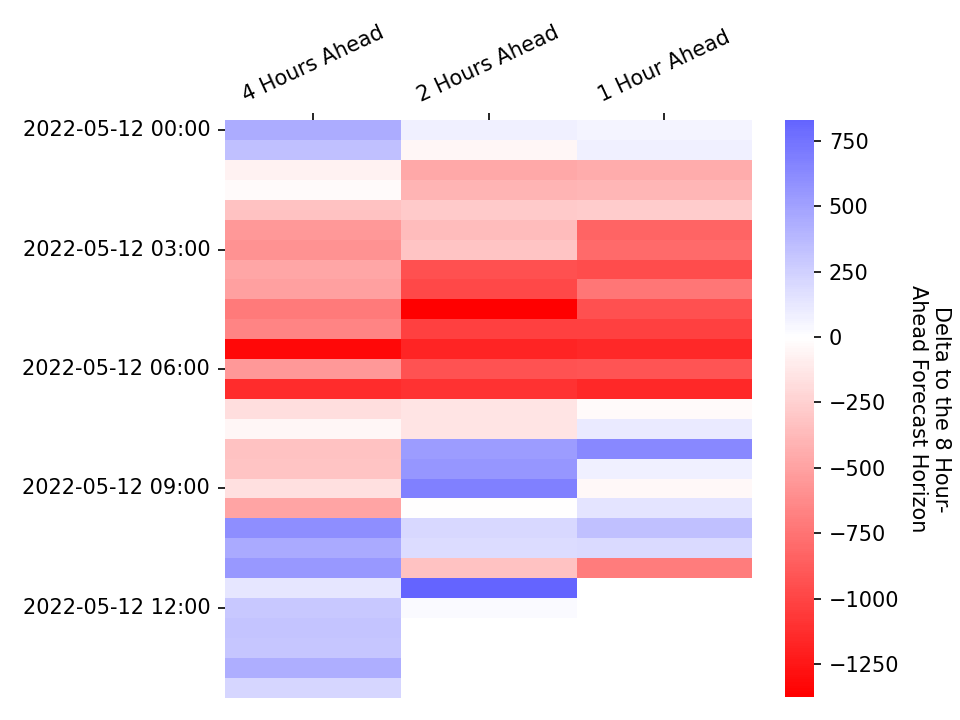 4 Hours Ahead
2 Hours Ahead
1 Hour Ahead
2022-05-12 00:00
2022-05-12 03:00
2022-05-12 06:00
2022-05-12 09:00
2022-05-12 12:00
750
500
250
0
−250
−500
−750
−1000
−1250
Delta to the 8 Hour-
Ahead Forecast Horizon